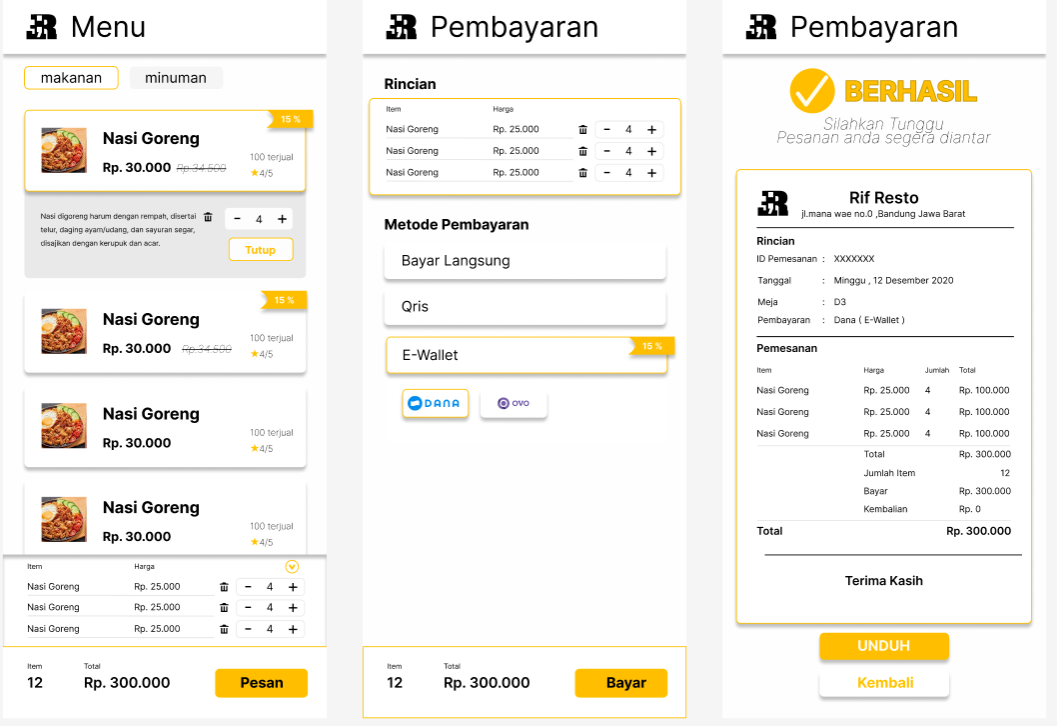 JR Menu
makanan minuman
15 %
Nasi Goreng
Rp. 30.000 Rp.34.500
100 terjual
4/5
Nasi digoreng harum dengan rempah, disertai
telur, daging ayam/udang, dan sayuran segar,
disajikan dengan kerupuk dan acar.
- 4 +
Tutup
15 %
Nasi Goreng
Rp. 30.000 Rp.34.500
100 terjual
4/5
Nasi Goreng
Rp. 30.000
100 terjual
4/5
Nasi Goreng
Rp. 30.000
100 terjual
4/5
Item Harga
Nasi Goreng Rp. 25.000 - 4 +
Nasi Goreng Rp. 25.000 - 4 +
Nasi Goreng Rp. 25.000 - 4 +
Item Total
12 Rp. 300.000 Pesan
JR Pembayaran
Rincian
Item Harga
Nasi Goreng Rp. 25.000 - 4 +
Nasi Goreng Rp. 25.000 - 4 +
Nasi Goreng Rp. 25.000 - 4 +
Metode Pembayaran
Bayar Langsung
Qris
E-Wallet 15 %
DANA OVO
Item Total
12 Rp. 300.000 Bayar
JR Pembayaran
BERHASIL
Silahkan Tunggu
Pesanan anda segera diantar
JR Rif Resto
jl.mana wae no.0 ,Bandung Jawa Barat
Rincian
ID Pemesanan : XXXXXXX
Tanggal : Minggu , 12 Desember 2020
Meja : D3
Pembayaran : Dana ( E-Wallet )
Pemesanan
Item Harga Jumlah Total
Nasi Goreng Rp. 25.000 4 Rp. 100.000
Nasi Goreng Rp. 25.000 4 Rp. 100.000
Nasi Goreng Rp. 25.000 4 Rp. 100.000
Total Rp. 300.000
Jumlah Item 12
Bayar Rp. 300.000
Kembalian Rp. 0
Total Rp. 300.000
Terima Kasih
UNDUH
Kembali